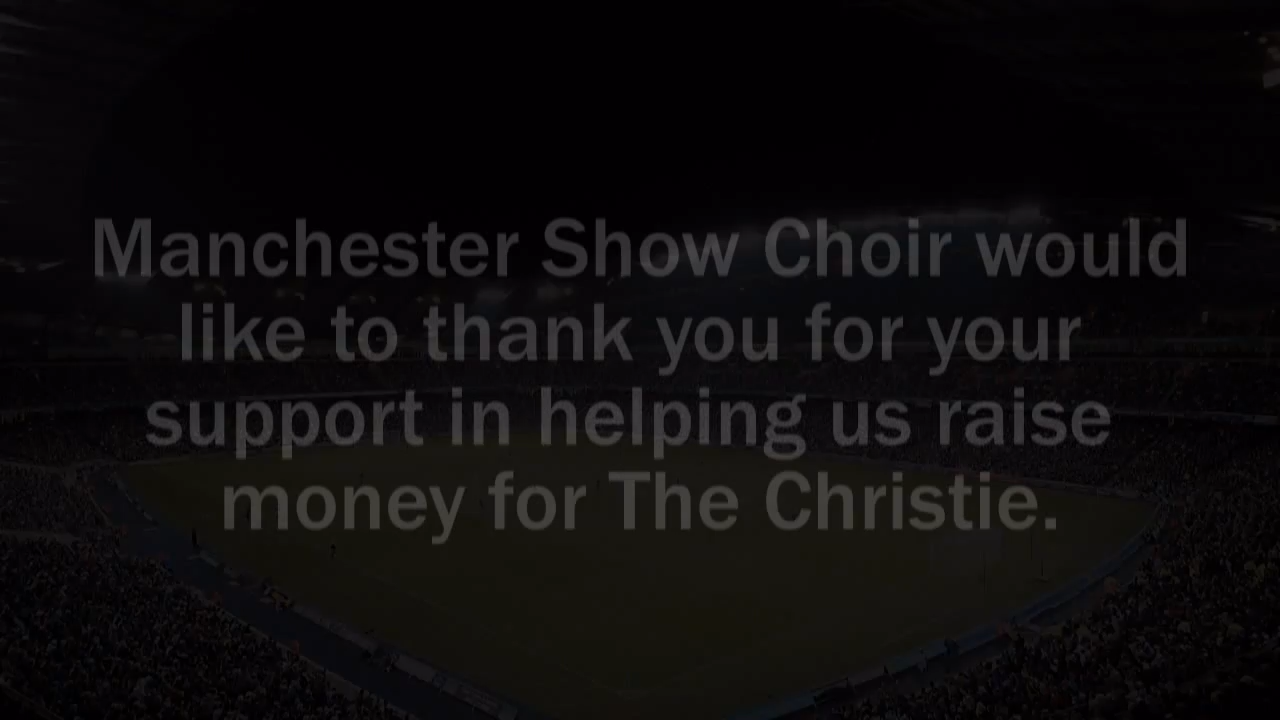 Manchester Show Choir would
like to thank you for your
support in helping us raise
money for The Christie.